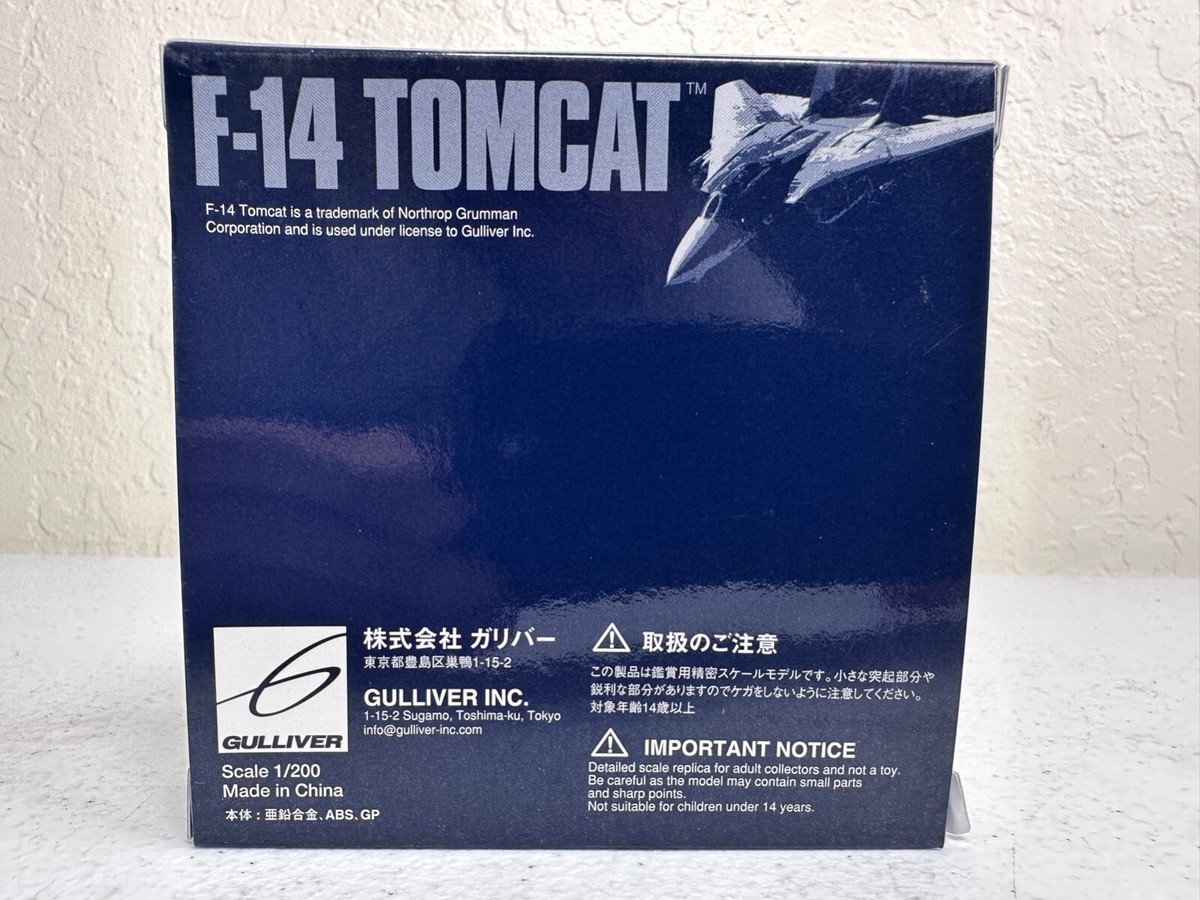 F-14 TOMCAT™
F-14 Tomcat is a trademark of Northrop Grumman
Corporation and is used under license to Gulliver Inc.
GULLIVER
Scale 1/200
Made in China
本体：亜鉛合金、ABS、GP
株式会社 ガリバー
東京都豊島区巣鴨1-15-2
GULLIVER INC.
1-15-2 Sugamo, Toshima-ku, Tokyo
info@gulliver-inc.com
取扱のご注意
この製品は鑑賞用精密スケールモデルです。小さな突起部分や
鋭利な部分がありますのでケガをしないように注意してください。
対象年齢14歳以上
IMPORTANT NOTICE
Detailed scale replica for adult collectors and not a toy.
Be careful as the model may contain small parts
and sharp points.
Not suitable for children under 14 years.